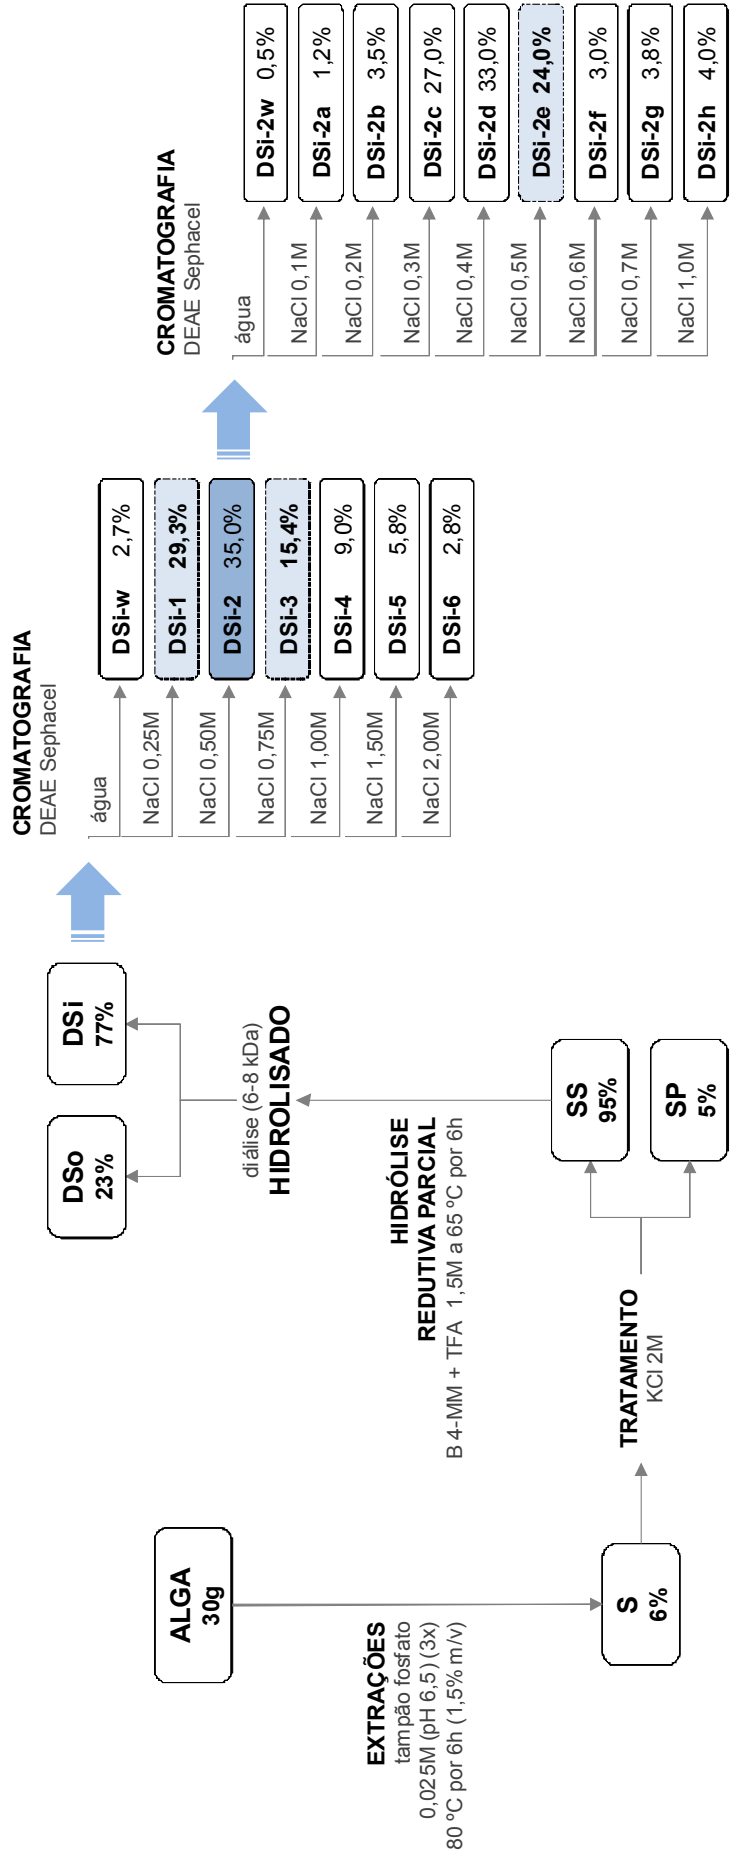 ALGA
30g
EXTRAÇÕES
tampão fosfato
0,025M (pH 6,5) (3x)
80 ºC por 6h (1,5% m/v)
S
6%
TRATAMENTO
KCl 2M
SS
95%
SP
5%
HIDRÓLISE
REDUTIVA PARCIAL
B4-MM + TFA 1,5M a 65 ºC por 6h
diálise (6-8 kDa)
HIDROLISADO
DSo
23%
DSi
77%
CROMATOGRAFIA
DEAE Sephacel
água
NaCl 0,25M
NaCl 0,50M
NaCl 0,75M
NaCl 1,00M
NaCl 1,50M
NaCl 2,00M
DSi-w 2,7%
DSi-1 29,3%
DSi-2 35,0%
DSi-3 15,4%
DSi-4 9,0%
DSi-5 5,8%
DSi-6 2,8%
CROMATOGRAFIA
DEAE Sephacel
água
NaCl 0,1M
NaCl 0,2M
NaCl 0,3M
NaCl 0,4M
NaCl 0,5M
NaCl 0,6M
NaCl 0,7M
NaCl 1,0M
DSi-2w 0,5%
DSi-2a 1,2%
DSi-2b 3,5%
DSi-2c 27,0%
DSi-2d 33,0%
DSi-2e 24,0%
DSi-2f 3,0%
DSi-2g 3,8%
DSi-2h 4,0%